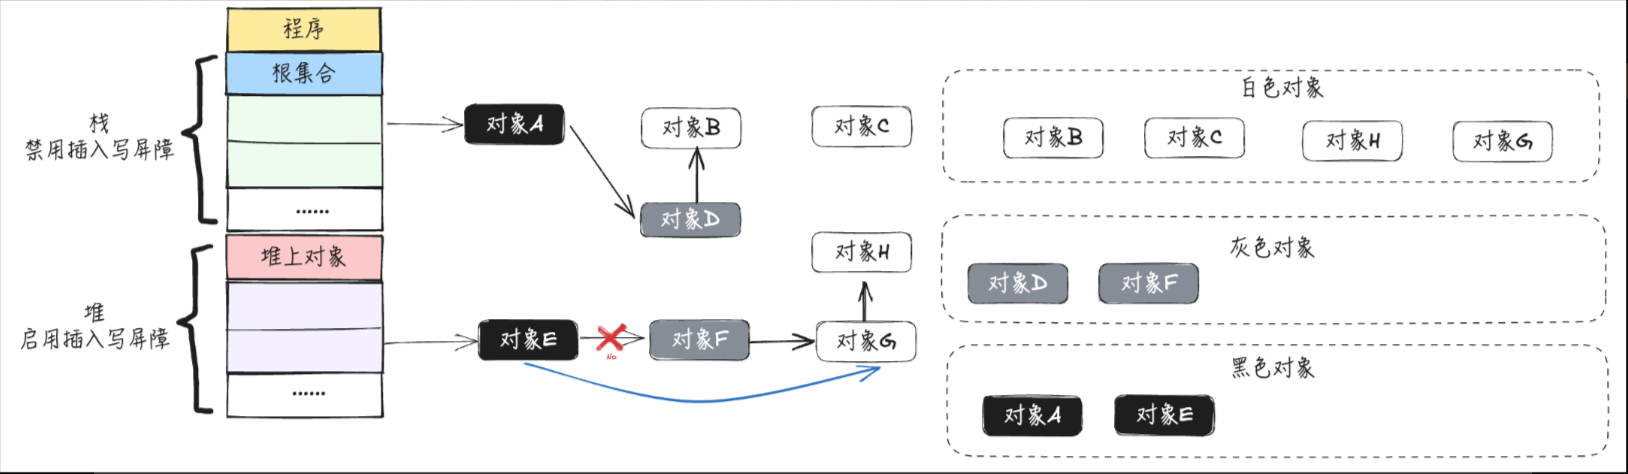 程序
根集合
栈
禁用插入写屏障
......
堆上对象
堆
启用插入写屏障
......
对象A
对象B
对象C
对象D
对象H
对象E
No
对象F
对象G
白色对象
对象B
对象C
对象H
对象G
灰色对象
对象D
对象F
黑色对象
对象A
对象E